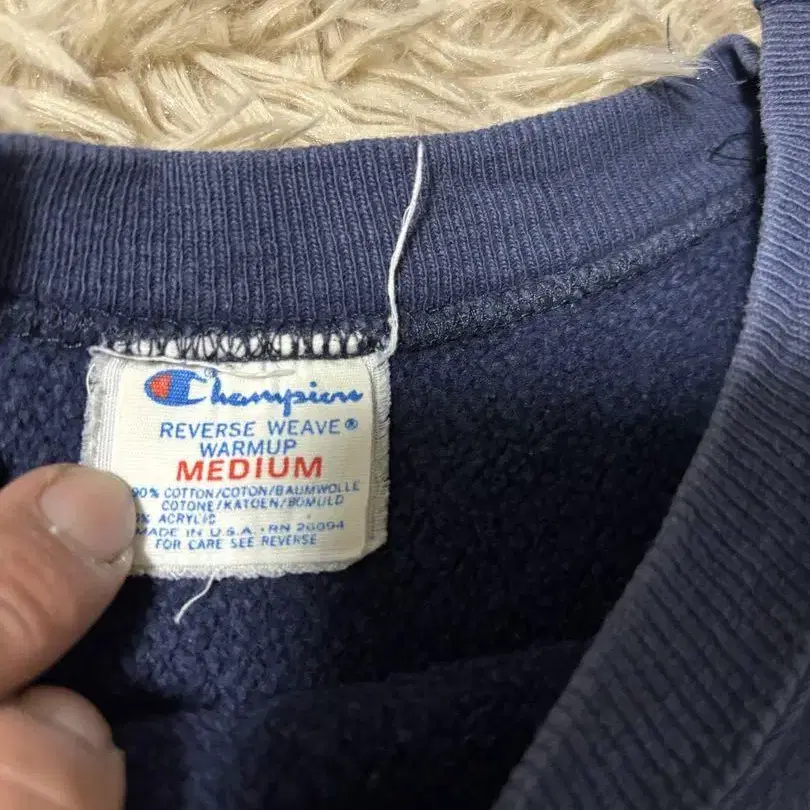 Champion
REVERSE WEAVE®
WARMUP
MEDIUM
90% COTTON/COTON/BAUMWOLLE
COTONE/KATOEN/BOMULD
% ACRYLIC
MADE IN U.S.A. · RN 26094
FOR CARE SEE REVERSE